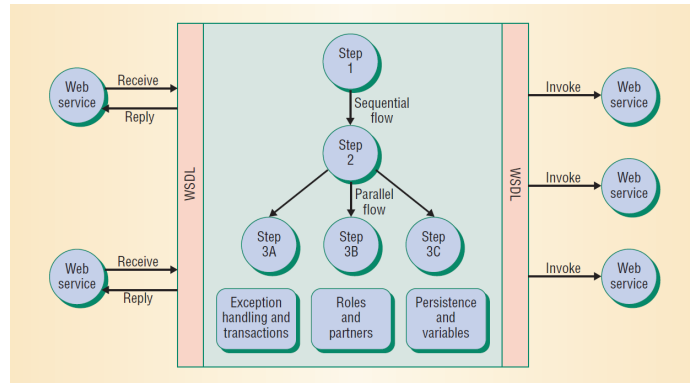 Web
service
Receive
Reply
Web
service
Receive
Reply
WSDL
Step
1
Sequential
flow
Step
2
Parallel
flow
Step
3A
Step
3B
Step
3C
Exception
handling and
transactions
Roles
and
partners
Persistence
and
variables
WSDL
Invoke
Web
service
Invoke
Web
service
Invoke
Web
service